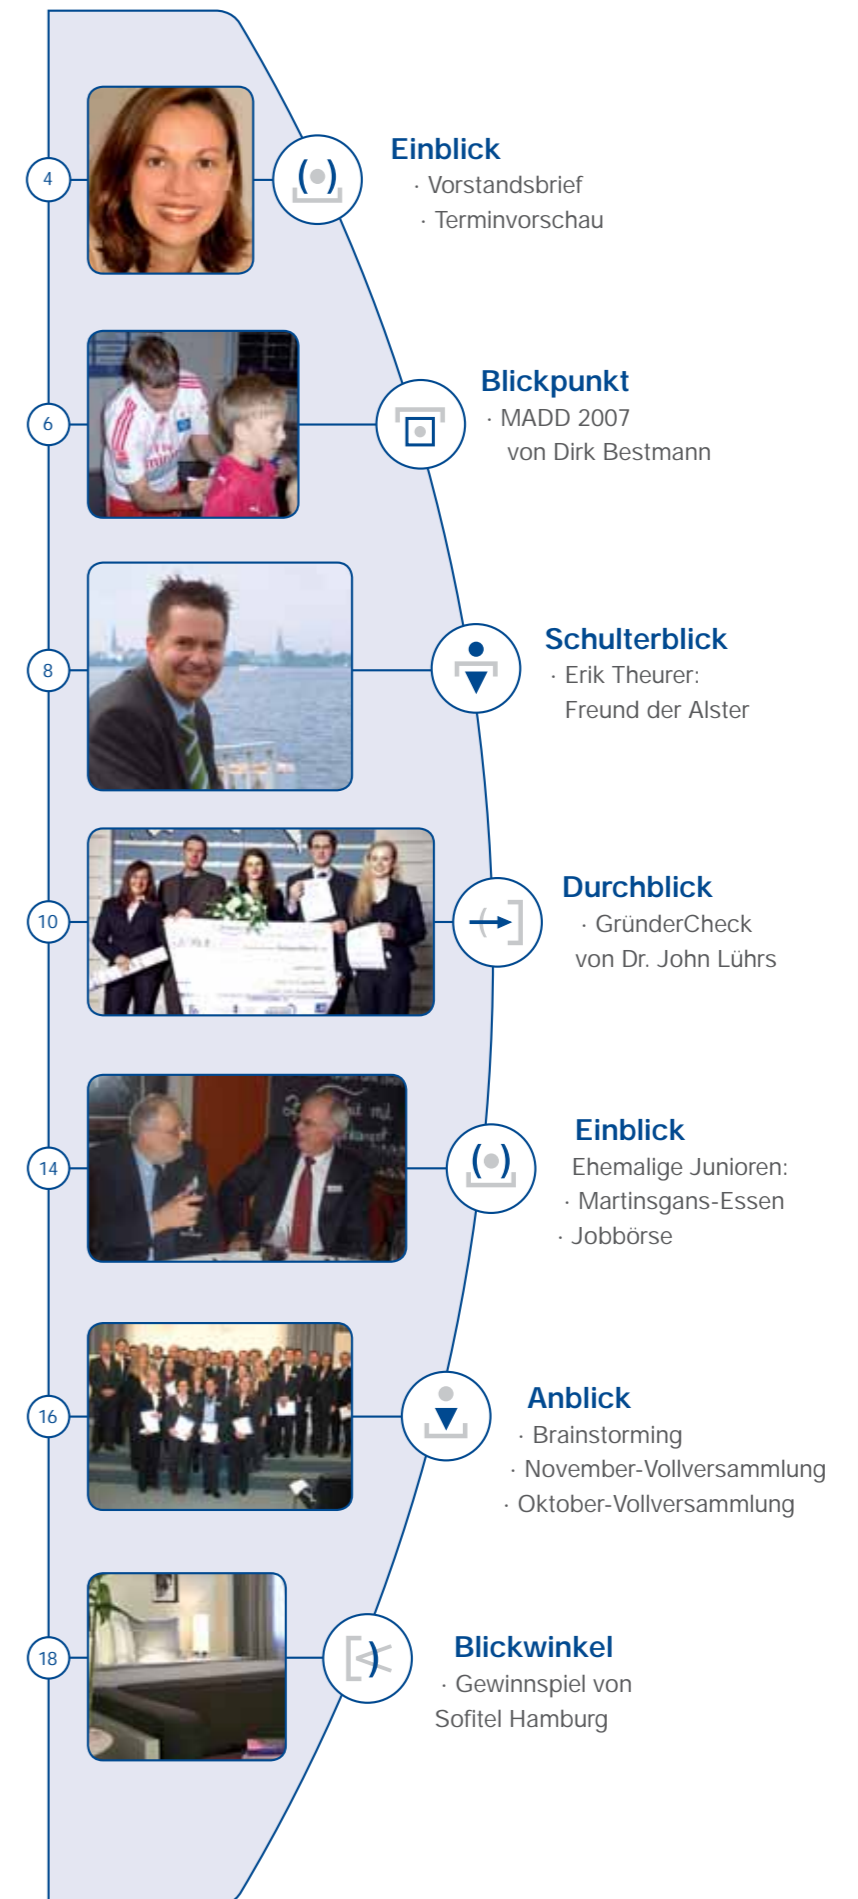 4
Einblick
· Vorstandsbrief
· Terminvorschau
6
Blickpunkt
· MADD 2007
von Dirk Bestmann
8
Schulterblick
· Erik Theurer:
Freund der Alster
10
Durchblick
· GründerCheck
von Dr. John Lührs
14
Einblick
Ehemalige Junioren:
· Martinsgans-Essen
· Jobbörse
16
Anblick
· Brainstorming
· November-Vollversammlung
· Oktober-Vollversammlung
18
Blickwinkel
· Gewinnspiel von
Sofitel Hamburg